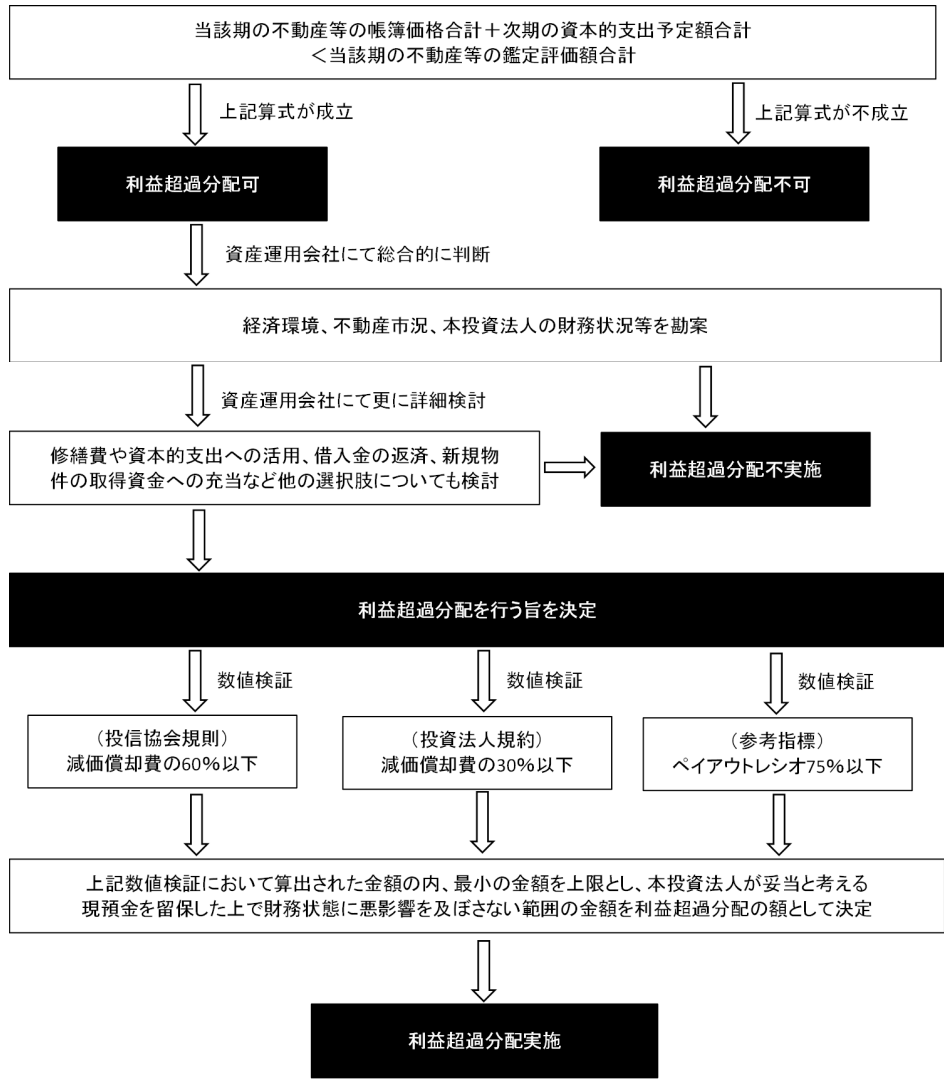 当該期の不動産等の帳簿価格合計＋次期の資本的支出予定額合計
＜当該期の不動産等の鑑定評価額合計
上記算式が成立
上記算式が不成立
利益超過分配可
利益超過分配不可
資産運用会社にて総合的に判断
経済環境、不動産市況、本投資法人の財務状況等を勘案
資産運用会社にて更に詳細検討
修繕費や資本的支出への活用、借入金の返済、新規物
件の取得資金への充当など他の選択肢についても検討
利益超過分配不実施
利益超過分配を行う旨を決定
数値検証
数値検証
数値検証
（投信協会規則）
減価償却費の60％以下
（投資法人規約）
減価償却費の30％以下
（参考指標）
ペイアウトレシオ75％以下
上記数値検証において算出された金額の内、最小の金額を上限とし、本投資法人が妥当と考える
現預金を留保した上で財務状態に悪影響を及ぼさない範囲の金額を利益超過分配の額として決定
利益超過分配実施